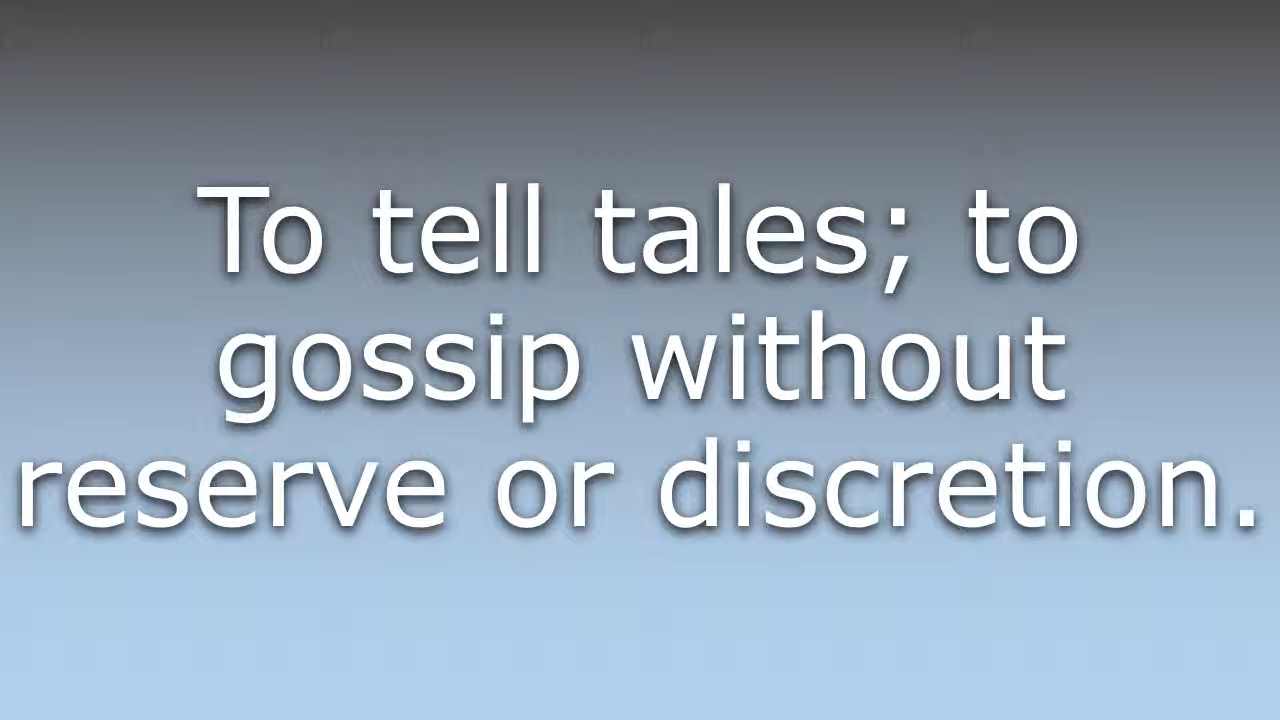 To tell tales; to
gossip without
reserve or discretion.